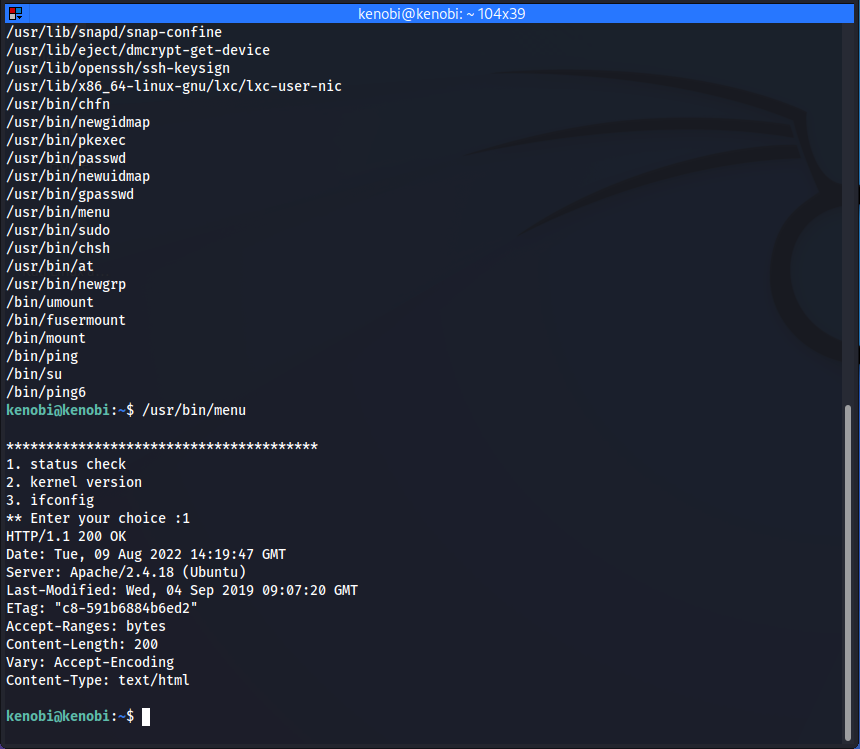 kenobi@kenobi: ~ 104x39
/usr/lib/snapd/snap-confine
/usr/lib/eject/dmcrypt-get-device
/usr/lib/openssh/ssh-keysign
/usr/lib/x86_64-linux-gnu/lxc/lxc-user-nic
/usr/bin/chfn
/usr/bin/newgidmap
/usr/bin/pkexec
/usr/bin/passwd
/usr/bin/newuidmap
/usr/bin/gpasswd
/usr/bin/menu
/usr/bin/sudo
/usr/bin/chsh
/usr/bin/at
/usr/bin/newgrp
/bin/umount
/bin/fusermount
/bin/mount
/bin/ping
/bin/su
/bin/ping6
kenobi@kenobi:~$ /usr/bin/menu
***************************************
1. status check
2. kernel version
3. ifconfig
** Enter your choice :1
HTTP/1.1 200 OK
Date: Tue, 09 Aug 2022 14:19:47 GMT
Server: Apache/2.4.18 (Ubuntu)
Last-Modified: Wed, 04 Sep 2019 09:07:20 GMT
ETag: "c8-591b6884b6ed2"
Accept-Ranges: bytes
Content-Length: 200
Vary: Accept-Encoding
Content-Type: text/html
kenobi@kenobi:~$